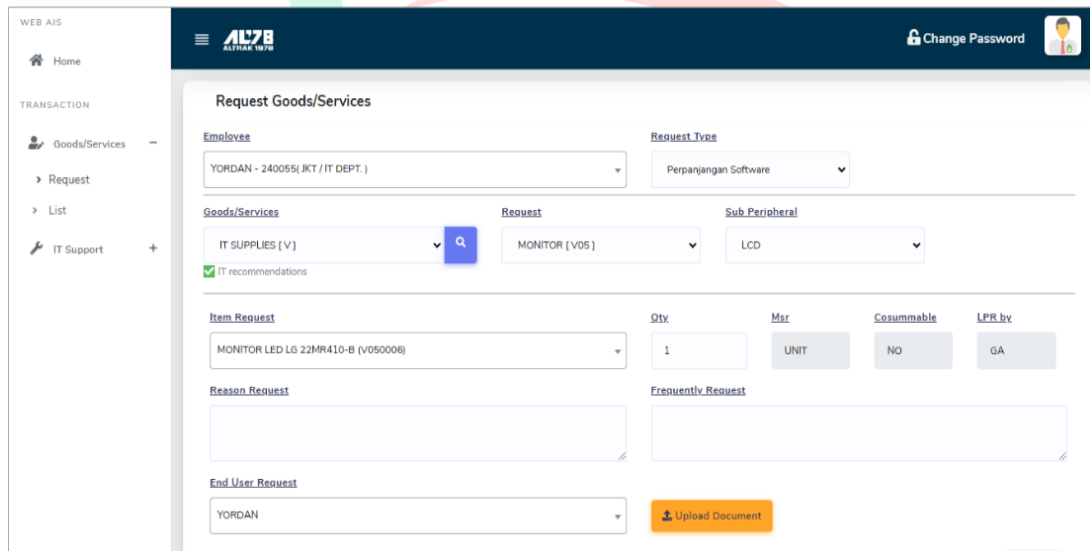 WEB AIS
Home
TRANSACTION
Goods/Services
Request
List
IT Support
AL78
ALTRAK 1978
Change Password
Request Goods/Services
Employee
Request Type
YORDAN - 240055( JKT / IT DEPT. )
Perpanjangan Software
Goods/Services
Request
Sub Peripheral
IT SUPPLIES [ V ]
MONITOR [ V05 ]
LCD
IT recommendations
Item Request
Qty
Msr
Cosummable
LPR by
MONITOR LED LG 22MR410-B (V050006)
1
UNIT
NO
GA
Reason Request
Frequently Request
End User Request
YORDAN
Upload Document